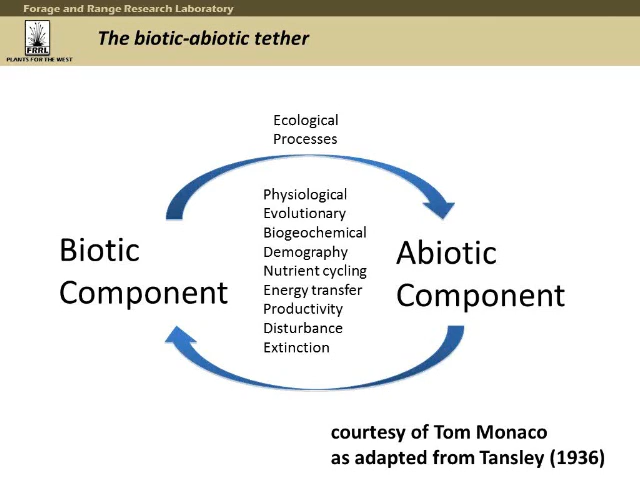 Forage and Range Research Laboratory
FRRL
PLANTS FOR THE WEST
The biotic-abiotic tether
Ecological
Processes
Physiological
Evolutionary
Biogeochemical
Demography
Nutrient cycling
Energy transfer
Productivity
Disturbance
Extinction
Biotic
Component
Abiotic
Component
courtesy of Tom Monaco
as adapted from Tansley (1936)